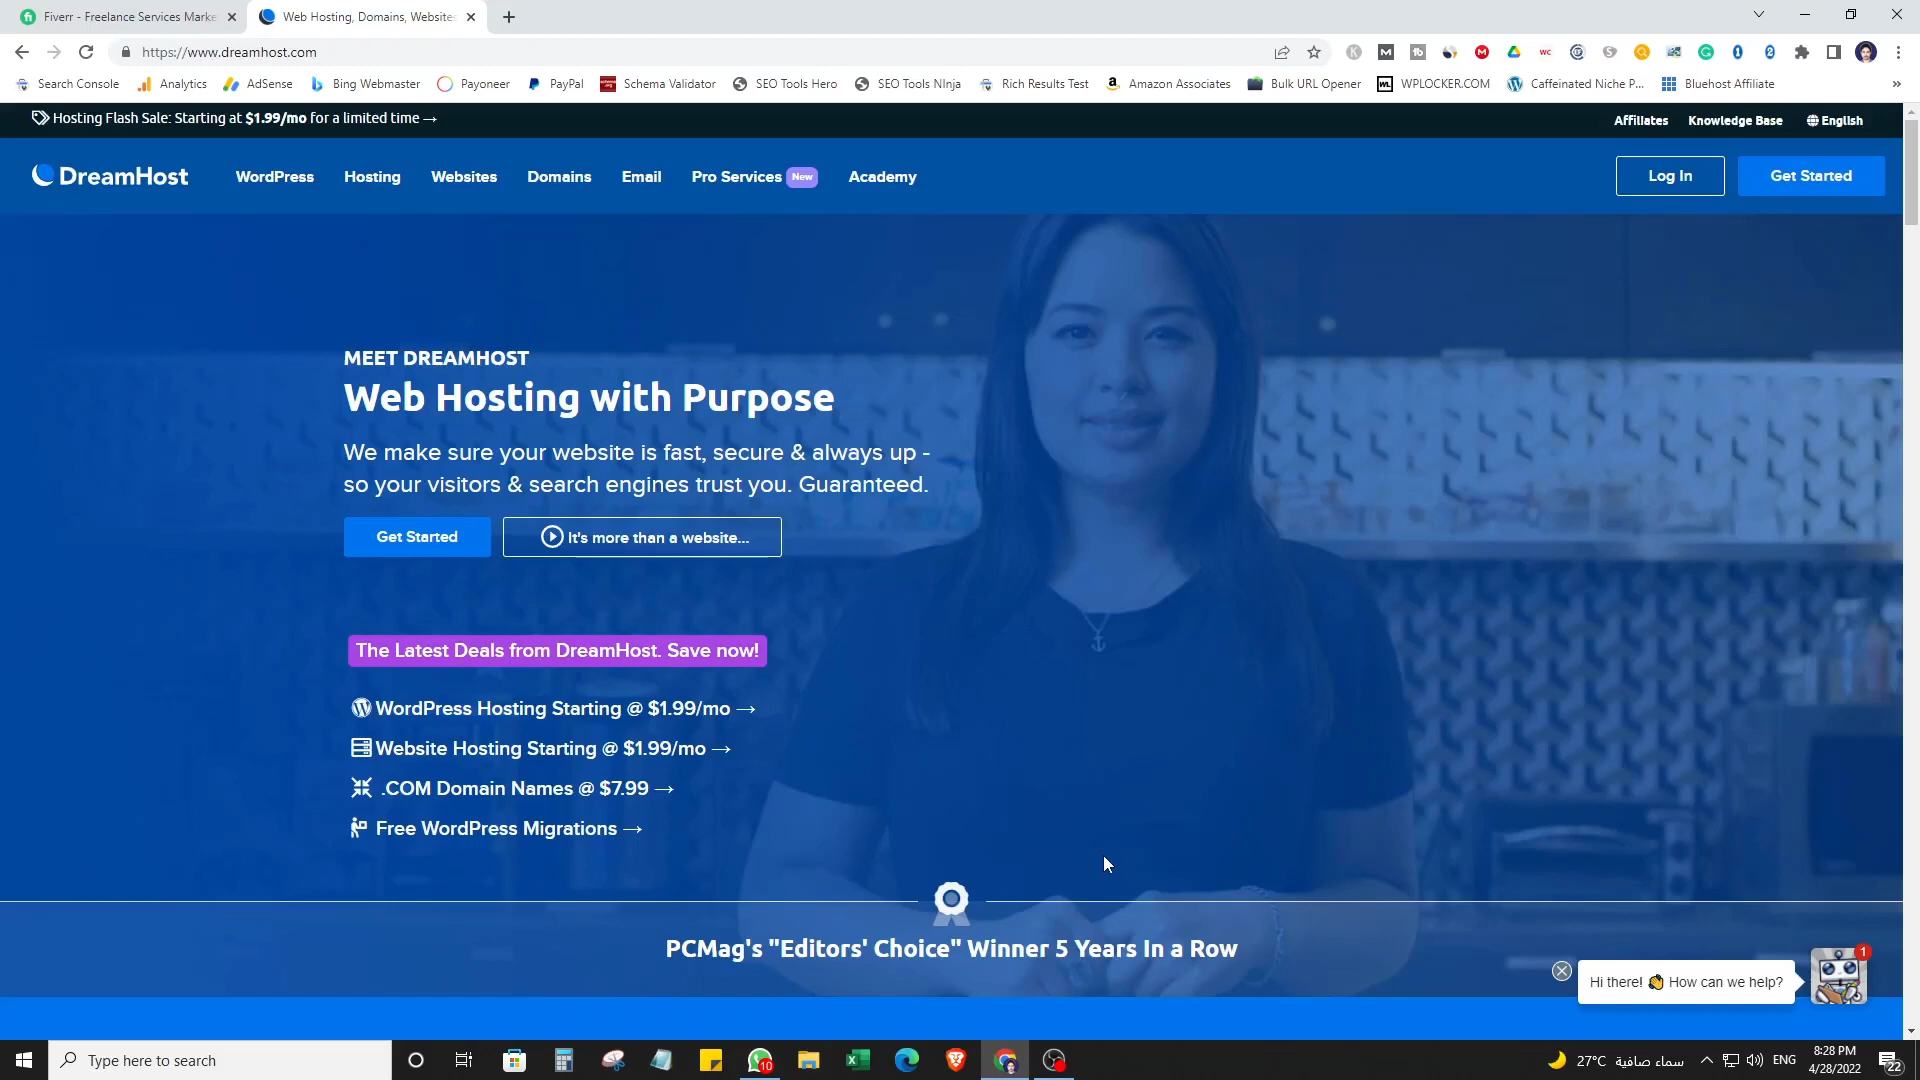 Fiverr - Freelance Services Marke
Web Hosting, Domains, Websites
https://www.dreamhost.com
Search Console
Analytics
AdSense
Bing Webmaster
Payoneer
PayPal
Schema Validator
SEO Tools Hero
SEO Tools NInja
Rich Results Test
Amazon Associates
Bulk URL Opener
WPLOCKER.COM
Caffeinated Niche P...
Bluehost Affiliate
Hosting Flash Sale: Starting at $1.99/mo for a limited time →
Affiliates
Knowledge Base
English
DreamHost
WordPress
Hosting
Websites
Domains
Email
Pro Services New
Academy
Log In
Get Started
MEET DREAMHOST
Web Hosting with Purpose
We make sure your website is fast, secure & always up -
so your visitors & search engines trust you. Guaranteed.
Get Started
It's more than a website...
The Latest Deals from DreamHost. Save now!
WordPress Hosting Starting @ $1.99/mo →
Website Hosting Starting @ $1.99/mo →
.COM Domain Names @ $7.99 →
Free WordPress Migrations →
PCMag's "Editors' Choice" Winner 5 Years In a Row
Hi there! 👋 How can we help?
1
Type here to search
10
27°C سماء صافية
ENG
8:28 PM
4/28/2022
22